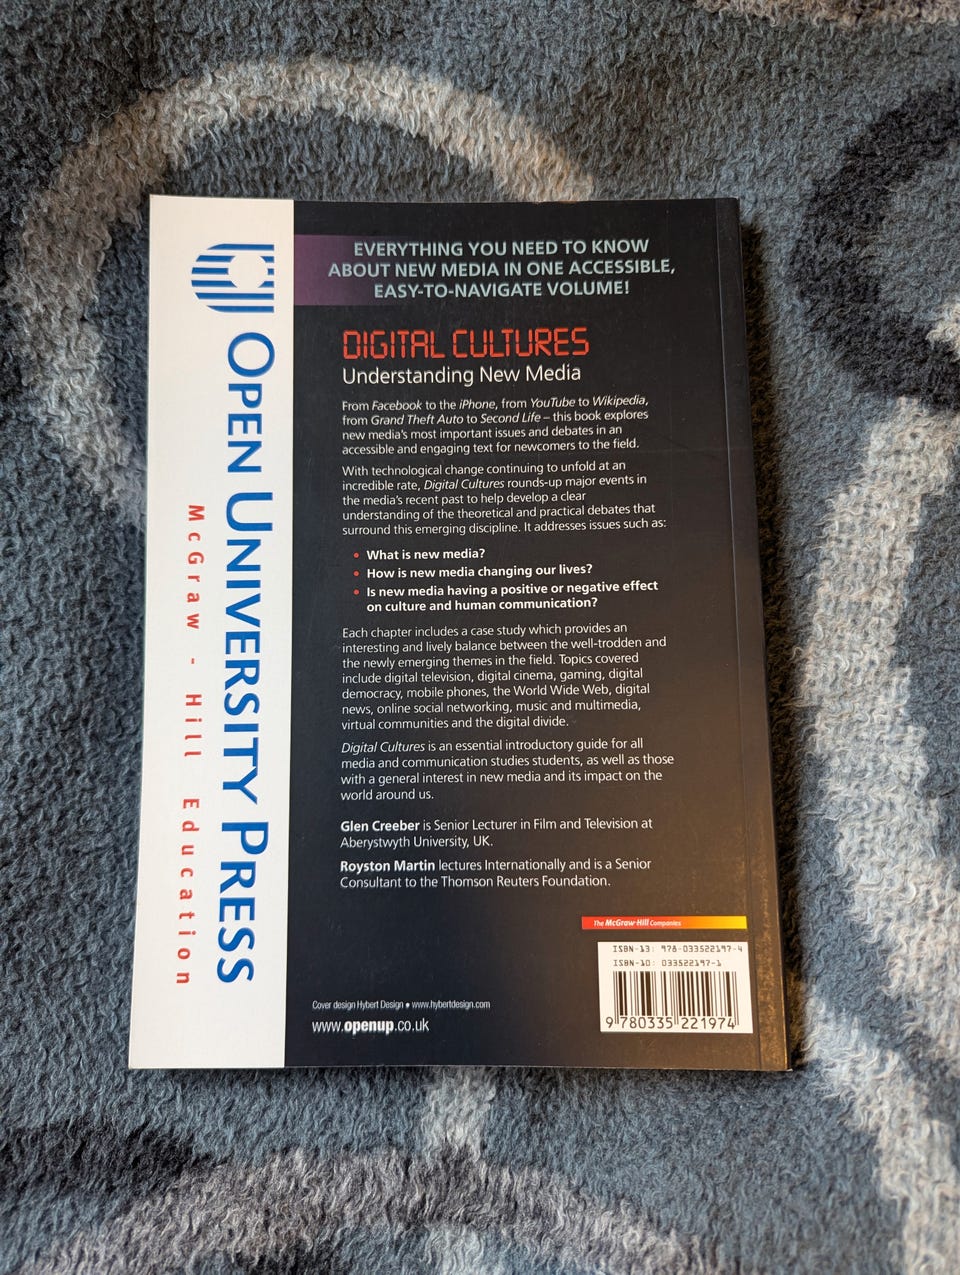 OPEN UNIVERSITY PRESS
McGraw - Hill Education
EVERYTHING YOU NEED TO KNOW
ABOUT NEW MEDIA IN ONE ACCESSIBLE,
EASY-TO-NAVIGATE VOLUME!
DIGITAL CULTURES
Understanding New Media
From Facebook to the iPhone, from YouTube to Wikipedia,
from Grand Theft Auto to Second Life – this book explores
new media's most important issues and debates in an
accessible and engaging text for newcomers to the field.
With technological change continuing to unfold at an
incredible rate, Digital Cultures rounds-up major events in
the media's recent past to help develop a clear
understanding of the theoretical and practical debates that
surround this emerging discipline. It addresses issues such as:
• What is new media?
• How is new media changing our lives?
• Is new media having a positive or negative effect
on culture and human communication?
Each chapter includes a case study which provides an
interesting and lively balance between the well-trodden and
the newly emerging themes in the field. Topics covered
include digital television, digital cinema, gaming, digital
democracy, mobile phones, the World Wide Web, digital
news, online social networking, music and multimedia,
virtual communities and the digital divide.
Digital Cultures is an essential introductory guide for all
media and communication studies students, as well as those
with a general interest in new media and its impact on the
world around us.
Glen Creeber is Senior Lecturer in Film and Television at
Aberystwyth University, UK.
Royston Martin lectures Internationally and is a Senior
Consultant to the Thomson Reuters Foundation.
The McGraw·Hill Companies
ISBN-13: 978-033522197-4
ISBN-10: 033522197-1
9 780335 221974
Cover design Hybert Design • www.hybertdesign.com
www.openup.co.uk